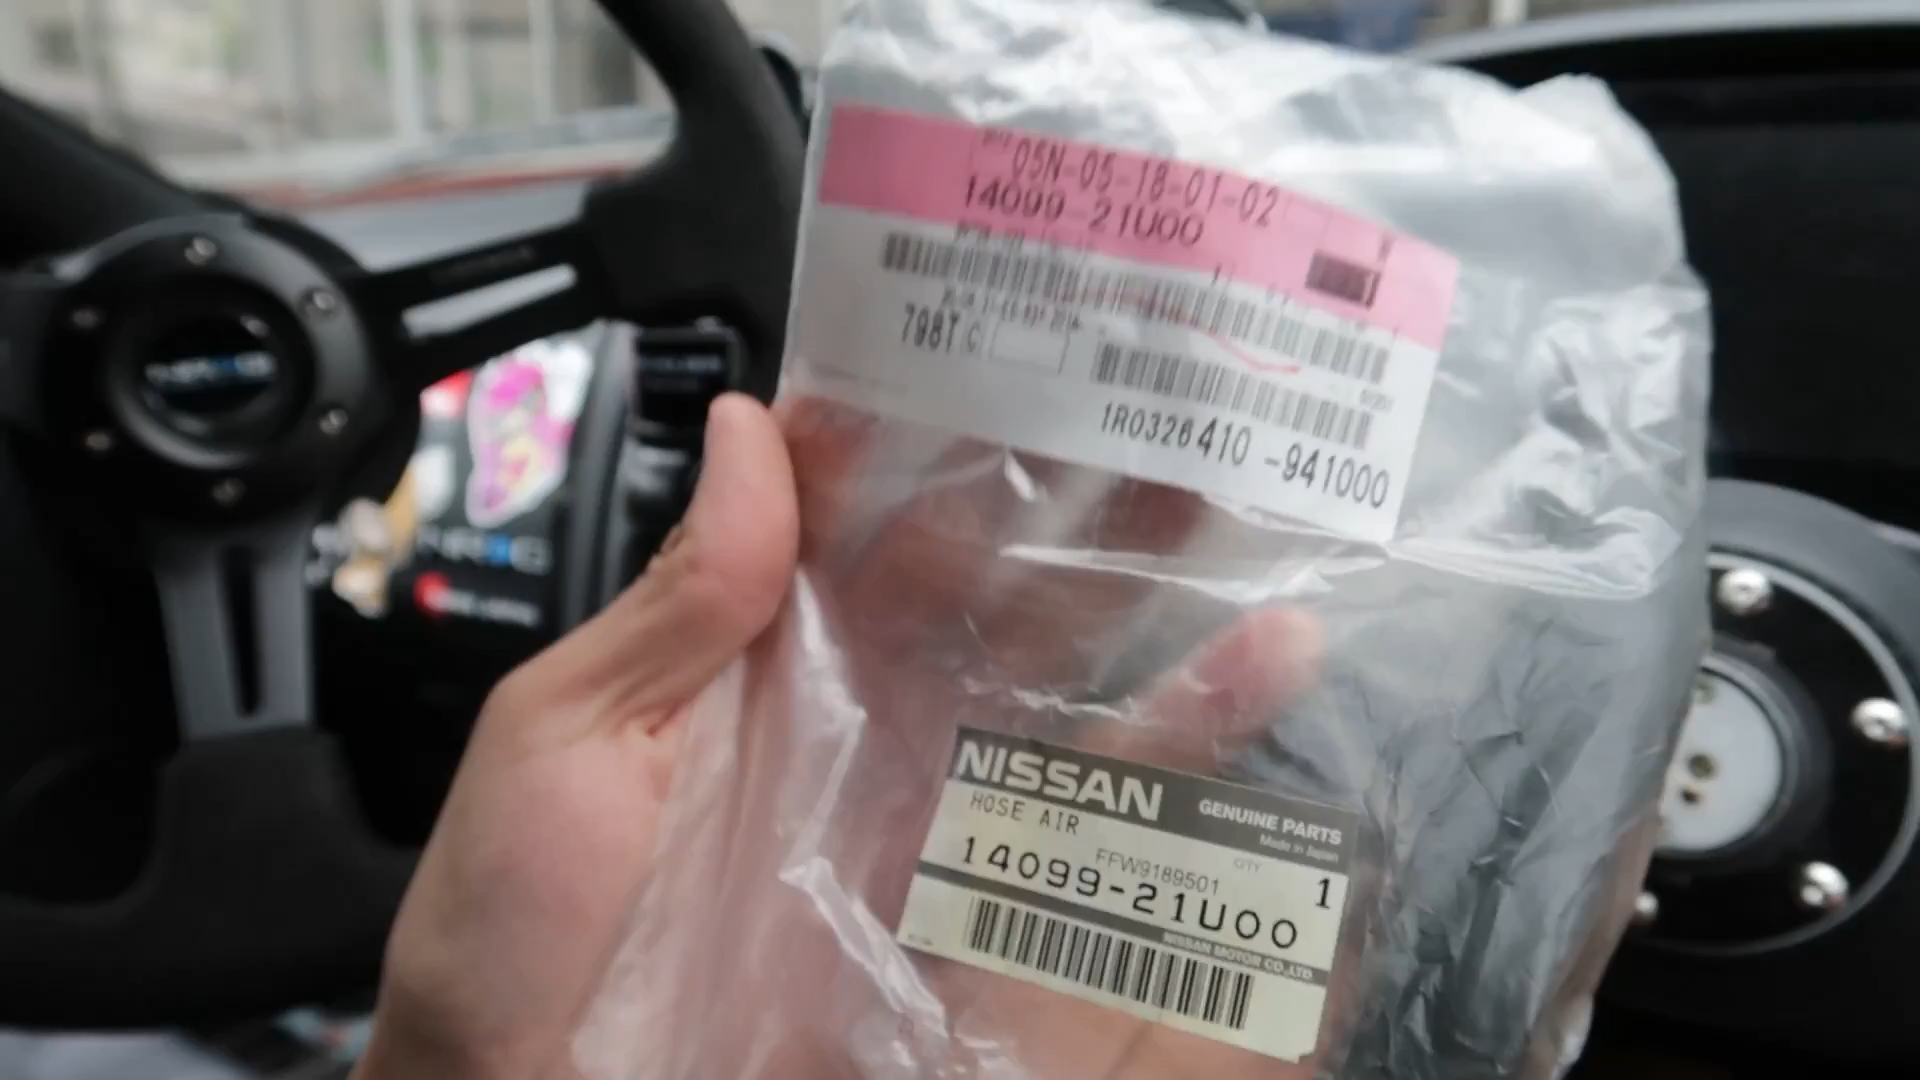 05N-05-18-01-02
14099-21U00
798T C
1R0326410 -941000
NISSAN
GENUINE PARTS
Made in Japan
HOSE AIR
QTY
FFW9189501
1
14099-21U00
NISSAN MOTOR CO.,LTD.
NRG